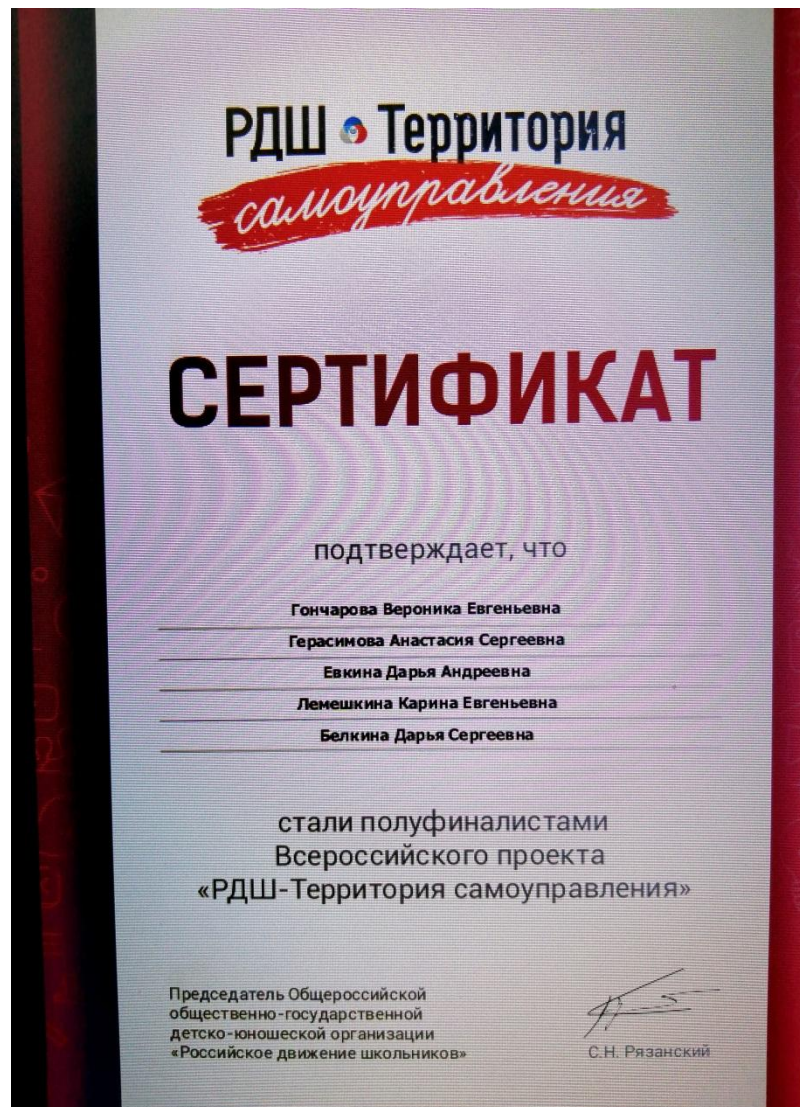 РДШ Территория
самоуправления
СЕРТИФИКАТ
подтверждает, что
Гончарова Вероника Евгеньевна
Герасимова Анастасия Сергеевна
Евкина Дарья Андреевна
Лемешкина Карина Евгеньевна
Белкина Дарья Сергеевна
стали полуфиналистами
Всероссийского проекта
«РДШ-Территория самоуправления»
Председатель Общероссийской
общественно-государственной
детско-юношеской организации
«Российское движение школьников»
С.Н. Рязанский